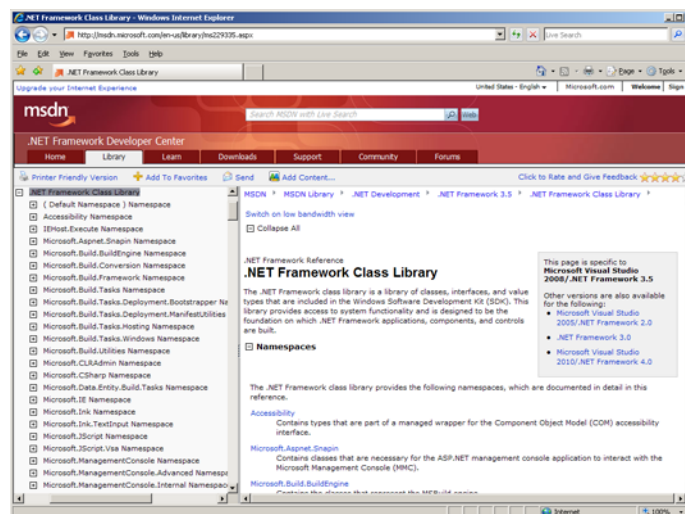 .NET Framework Class Library - Windows Internet Explorer
http://msdn.microsoft.com/en-us/library/ms229335.aspx
Live Search
File Edit View Favorites Tools Help
.NET Framework Class Library
Page Tools
Upgrade your Internet Experience
United States - English Microsoft.com Welcome Sign
msdn
Search MSDN with Live Search
Web
.NET Framework Developer Center
Home Library Learn Downloads Support Community Forums
Printer Friendly Version Add To Favorites Send Add Content... Click to Rate and Give Feedback
.NET Framework Class Library
( Default Namespace ) Namespace
Accessibility Namespace
IEHost.Execute Namespace
Microsoft.Aspnet.Snapin Namespace
Microsoft.Build.BuildEngine Namespace
Microsoft.Build.Conversion Namespace
Microsoft.Build.Framework Namespace
Microsoft.Build.Tasks Namespace
Microsoft.Build.Tasks.Deployment.Bootstrapper Na
Microsoft.Build.Tasks.Deployment.ManifestUtilities
Microsoft.Build.Tasks.Hosting Namespace
Microsoft.Build.Tasks.Windows Namespace
Microsoft.Build.Utilities Namespace
Microsoft.CLRAdmin Namespace
Microsoft.CSharp Namespace
Microsoft.Data.Entity.Build.Tasks Namespace
Microsoft.IE Namespace
Microsoft.Ink Namespace
Microsoft.Ink.TextInput Namespace
Microsoft.JScript Namespace
Microsoft.JScript.Vsa Namespace
Microsoft.ManagementConsole Namespace
Microsoft.ManagementConsole.Advanced Namespa
Microsoft.ManagementConsole.Internal Namespac
MSDN MSDN Library .NET Development .NET Framework 3.5 .NET Framework Class Library
Switch on low bandwidth view
Collapse All
.NET Framework Reference
.NET Framework Class Library
The .NET Framework class library is a library of classes, interfaces, and value
types that are included in the Windows Software Development Kit (SDK). This
library provides access to system functionality and is designed to be the
foundation on which .NET Framework applications, components, and controls
are built.
This page is specific to
Microsoft Visual Studio
2008/.NET Framework 3.5
Other versions are also available
for the following:
Microsoft Visual Studio
2005/.NET Framework 2.0
.NET Framework 3.0
Microsoft Visual Studio
2010/.NET Framework 4.0
Namespaces
The .NET Framework class library provides the following namespaces, which are documented in detail in this
reference.
Accessibility
Contains types that are part of a managed wrapper for the Component Object Model (COM) accessibility
interface.
Microsoft.Aspnet.Snapin
Contains classes that are necessary for the ASP.NET management console application to interact with the
Microsoft Management Console (MMC).
Microsoft.Build.BuildEngine
Contains the classes that represent the MSBuild engine.
Internet 100%